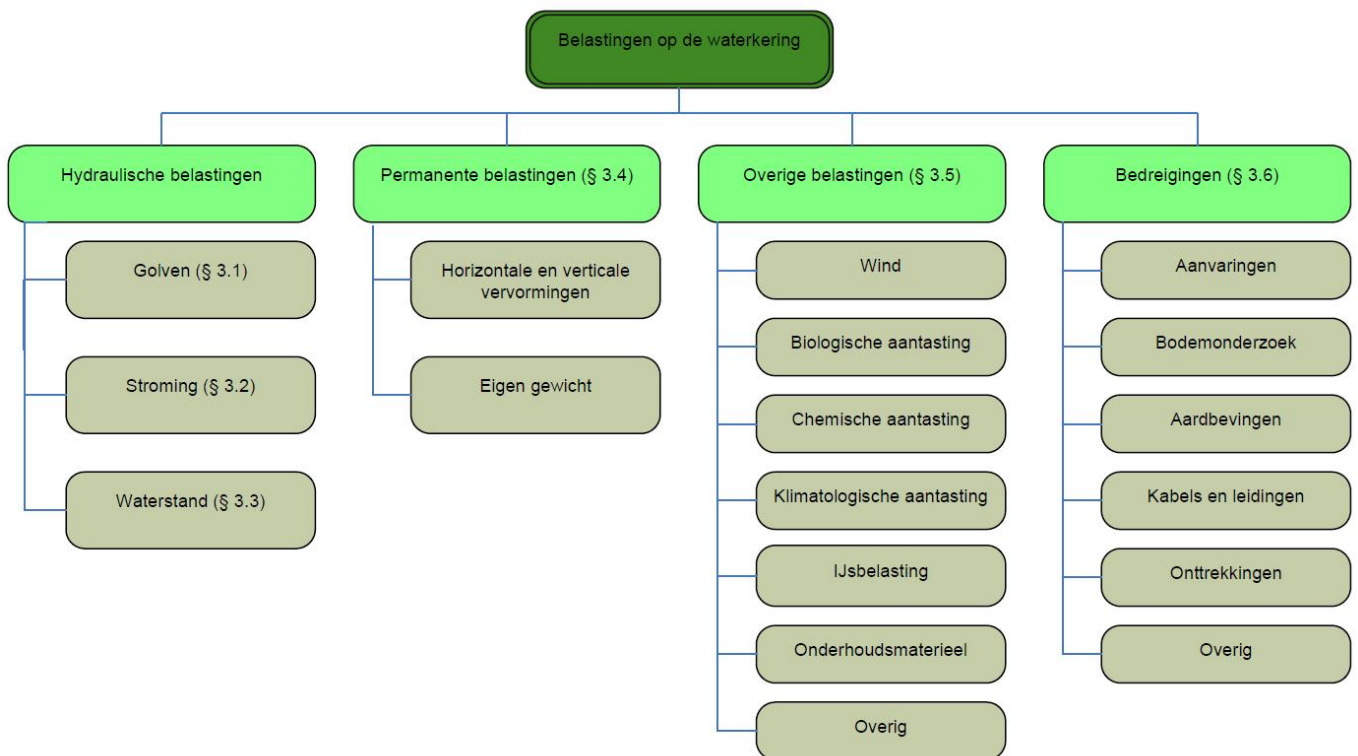 Belastingen op de waterkering
Hydraulische belastingen
Golven (§ 3.1)
Stroming (§ 3.2)
Waterstand (§ 3.3)
Permanente belastingen (§ 3.4)
Horizontale en verticale
vervormingen
Eigen gewicht
Overige belastingen (§ 3.5)
Wind
Biologische aantasting
Chemische aantasting
Klimatologische aantasting
IJsbelasting
Onderhoudsmaterieel
Overig
Bedreigingen (§ 3.6)
Aanvaringen
Bodemonderzoek
Aardbevingen
Kabels en leidingen
Onttrekkingen
Overig